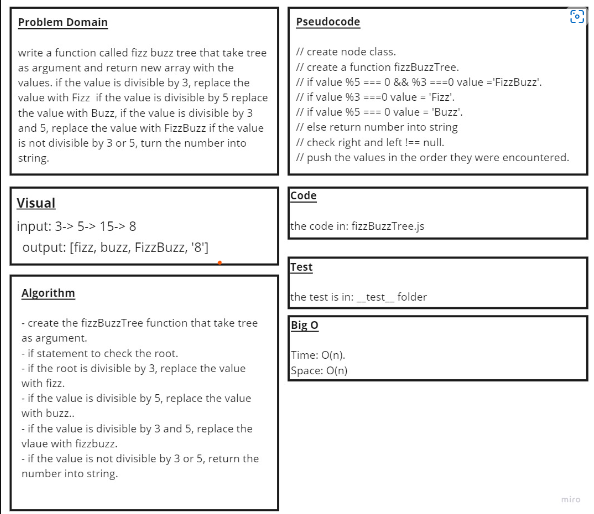 Problem Domain
write a function called fizz buzz tree that take tree
as argument and return new array with the
values. if the value is divisible by 3, replace the
value with Fizz  if the value is divisible by 5 replace
the value with Buzz, if the value is divisible by 3
and 5, replace the value with FizzBuzz if the value
is not divisible by 3 or 5, turn the number into
string.
Visual
input: 3-> 5-> 15-> 8
output: [fizz, buzz, FizzBuzz, '8']
Algorithm
- create the fizzBuzzTree function that take tree
as argument.
- if statement to check the root.
- if the root is divisible by 3, replace the value
with fizz.
- if the value is divisible by 5, replace the value
with buzz..
- if the value is divisible by 3 and 5, replace the
vlaue with fizzbuzz.
- if the value is not divisible by 3 or 5, return the
number into string.
Pseudocode
// create node class.
// create a function fizzBuzzTree.
// if value %5 === 0 && %3 ===0 value ='FizzBuzz'.
// if value %3 ===0 value = 'Fizz'.
// if value %5 === 0 value = 'Buzz'.
// else return number into string
// check right and left !== null.
// push the values in the order they were encountered.
Code
the code in: fizzBuzzTree.js
Test
the test is in: __test__ folder
Big O
Time: O(n).
Space: O(n)
miro